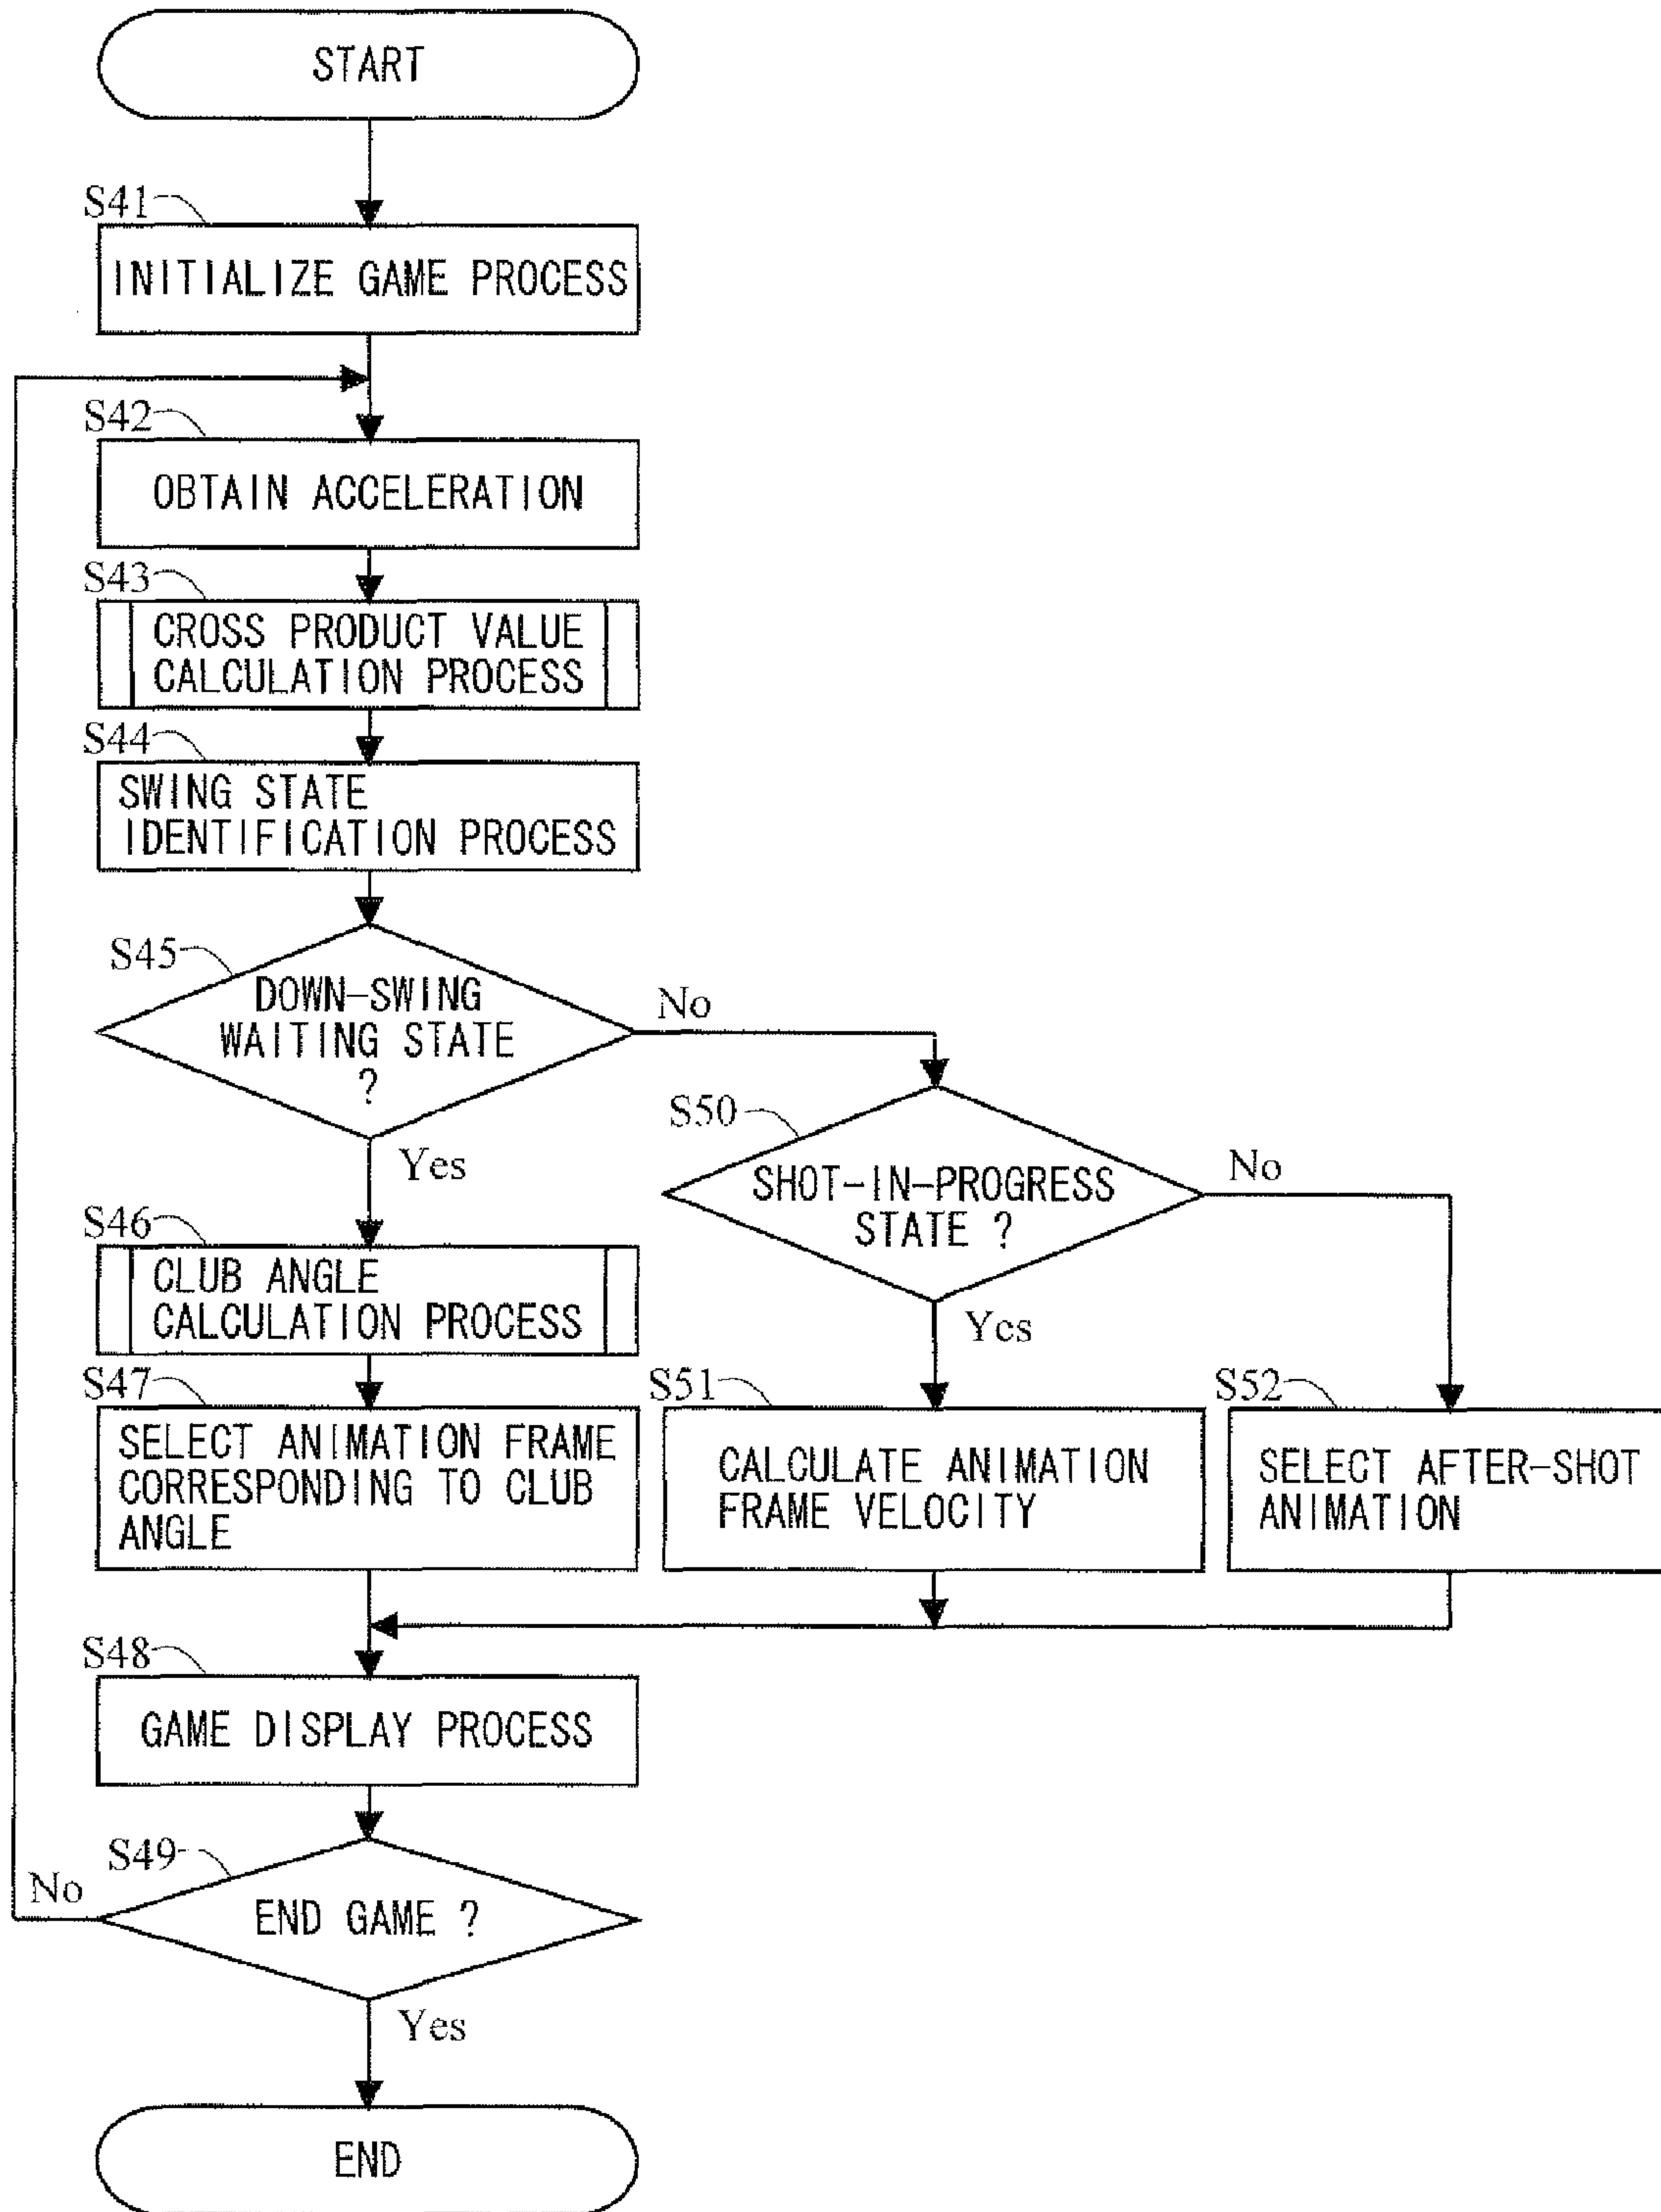 START
S41
INITIALIZE GAME PROCESS
S42
OBTAIN ACCELERATION
S43
CROSS PRODUCT VALUE
CALCULATION PROCESS
S44
SWING STATE
IDENTIFICATION PROCESS
S45
DOWN-SWING
WAITING STATE
?
No
Yes
S50
SHOT-IN-PROGRESS
STATE ?
No
Yes
S46
CLUB ANGLE
CALCULATION PROCESS
S47
SELECT ANIMATION FRAME
CORRESPONDING TO CLUB
ANGLE
S51
CALCULATE ANIMATION
FRAME VELOCITY
S52
SELECT AFTER-SHOT
ANIMATION
S48
GAME DISPLAY PROCESS
S49
No
END GAME ?
Yes
END